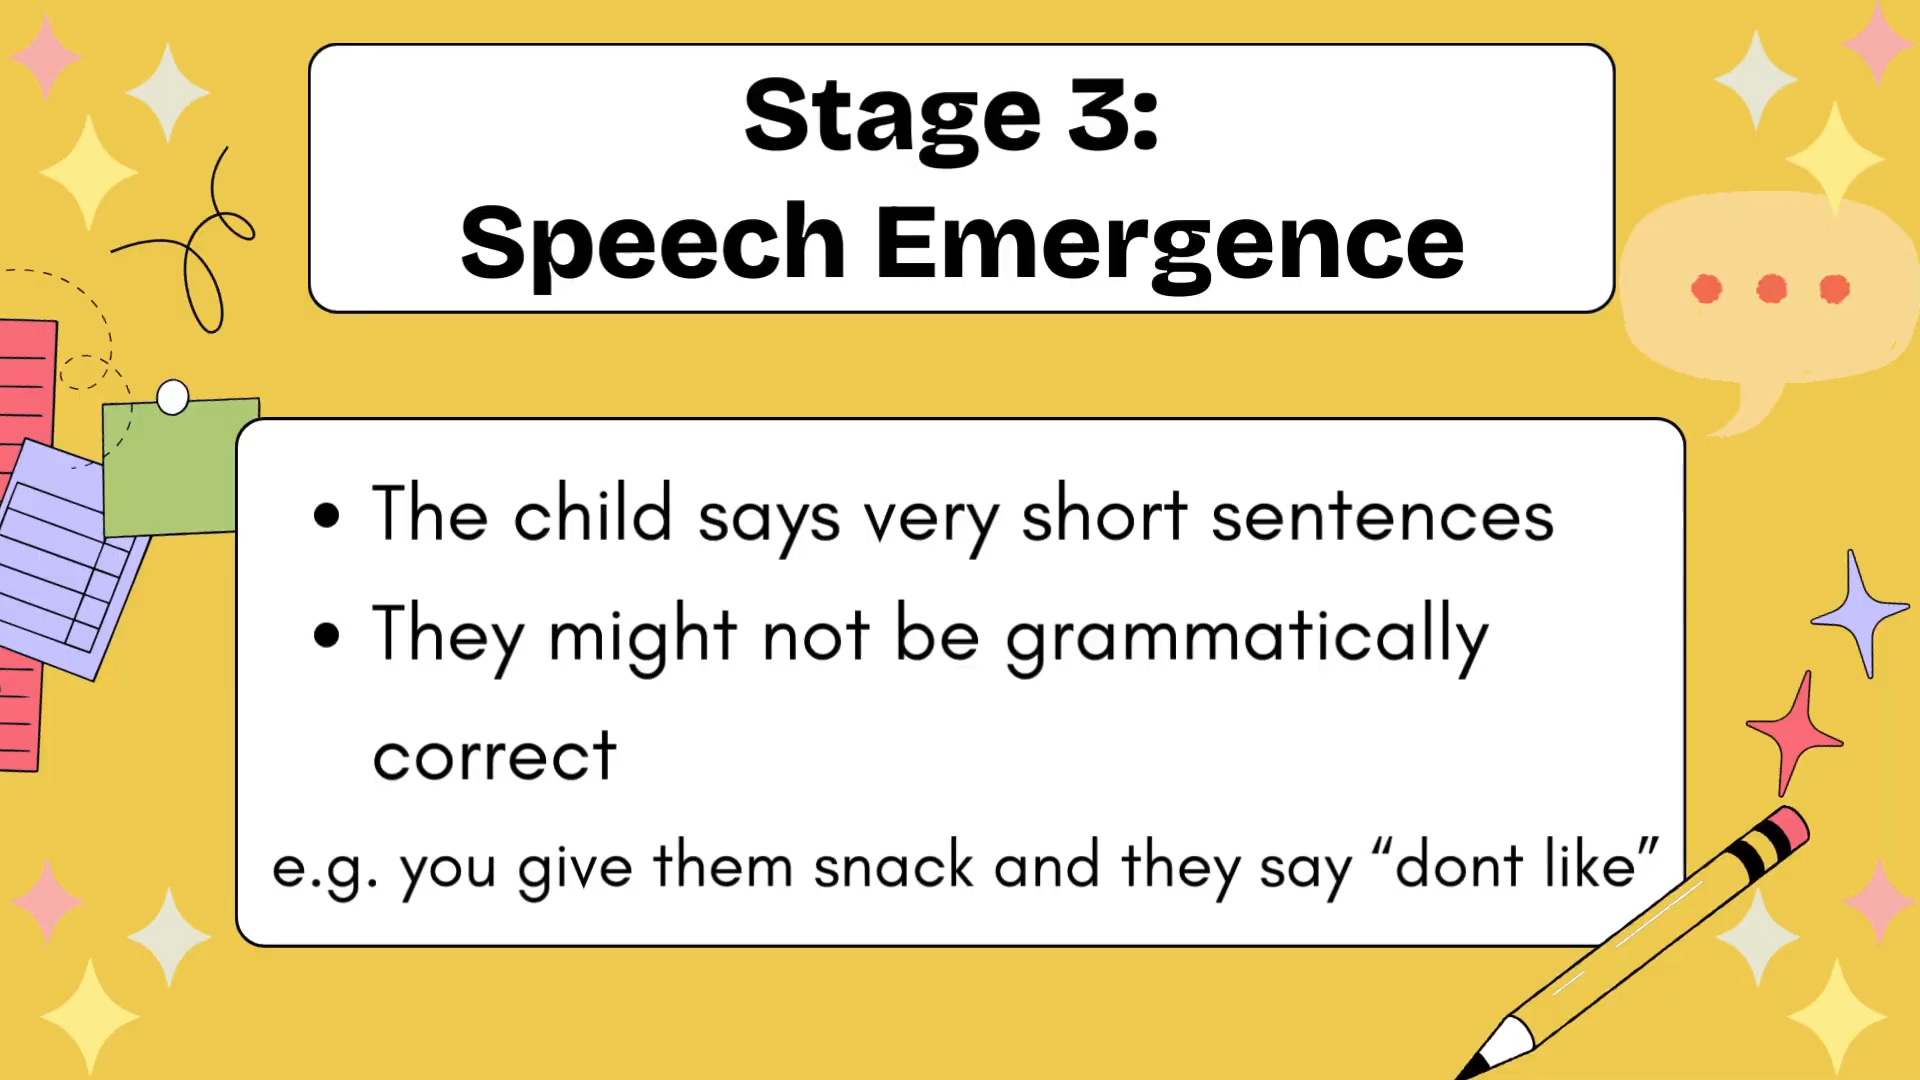 Stage 3:
Speech Emergence
• The child says very short sentences
• They might not be grammatically
correct
e.g. you give them snack and they say “dont like”